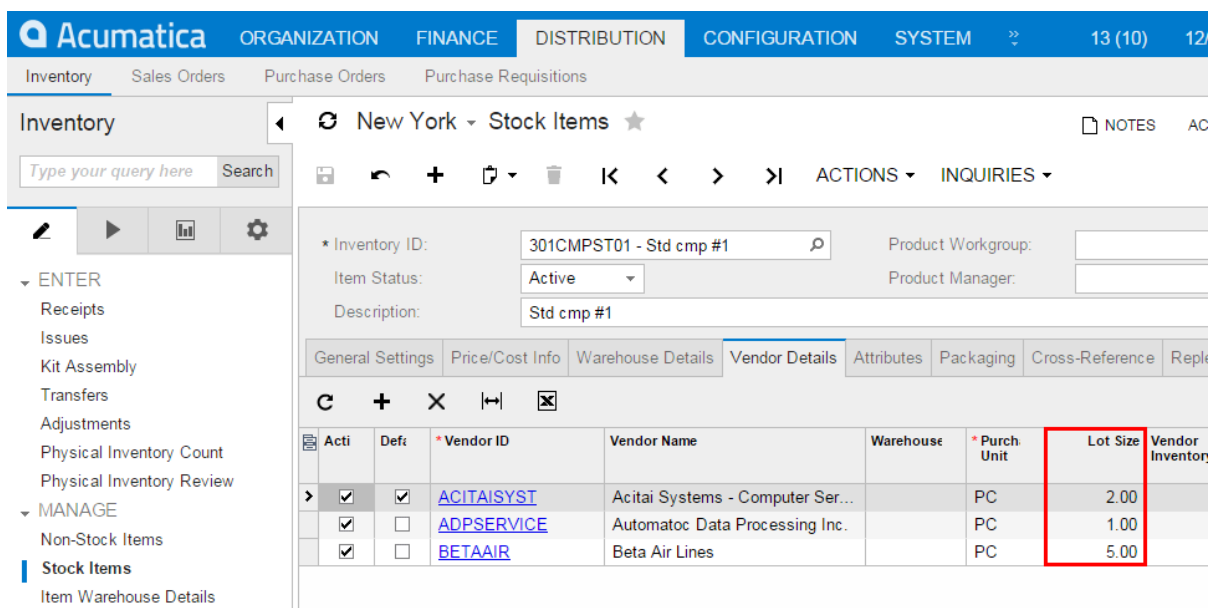 Acumatica ORGANIZATION FINANCE DISTRIBUTION CONFIGURATION SYSTEM 13 (10) 12/
Inventory Sales Orders Purchase Orders Purchase Requisitions
Inventory
New York Stock Items
NOTES AC
Type your query here Search
ACTIONS INQUIRIES
* Inventory ID: 301CMPST01 - Std cmp #1 Product Workgroup:
Item Status: Active Product Manager:
Description: Std cmp #1
ENTER
Receipts
Issues
Kit Assembly
Transfers
Adjustments
Physical Inventory Count
Physical Inventory Review
MANAGE
Non-Stock Items
Stock Items
Item Warehouse Details
General Settings Price/Cost Info Warehouse Details Vendor Details Attributes Packaging Cross-Reference Reple
Acti Defa * Vendor ID Vendor Name Warehouse * Purch Unit Lot Size Vendor Inventory
ACITAISYST Acitai Systems - Computer Ser... PC 2.00
ADPSERVICE Automatoc Data Processing Inc. PC 1.00
BETAAIR Beta Air Lines PC 5.00